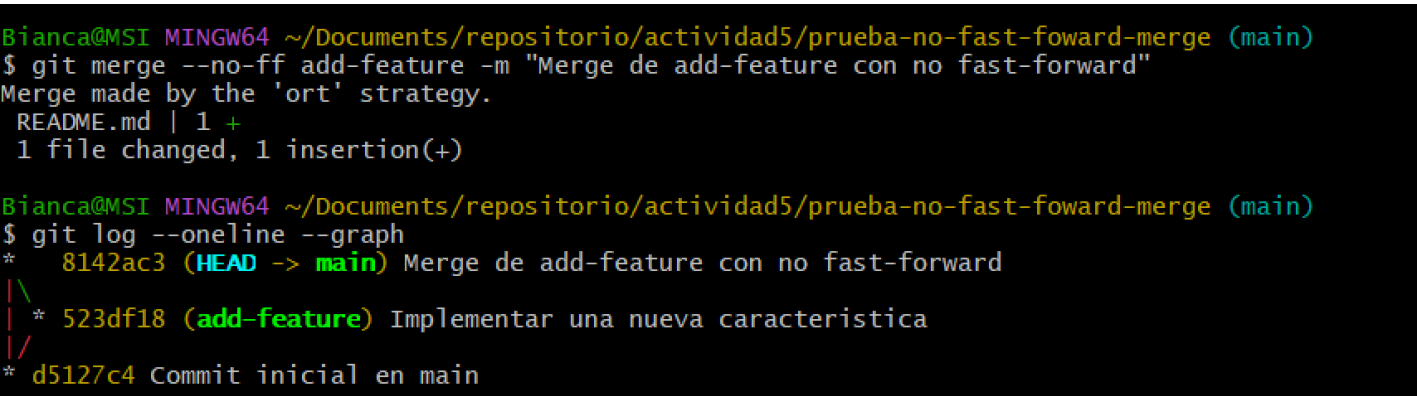 Bianca@MSI MINGW64 ~/Documents/repositorio/actividad5/prueba-no-fast-foward-merge (main)
$ git merge --no-ff add-feature -m "Merge de add-feature con no fast-forward"
Merge made by the 'ort' strategy.
 README.md | 1 +
 1 file changed, 1 insertion(+)
Bianca@MSI MINGW64 ~/Documents/repositorio/actividad5/prueba-no-fast-foward-merge (main)
$ git log --oneline --graph
*   8142ac3 (HEAD -> main) Merge de add-feature con no fast-forward
|\
| * 523df18 (add-feature) Implementar una nueva caracteristica
|/
* d5127c4 Commit inicial en main